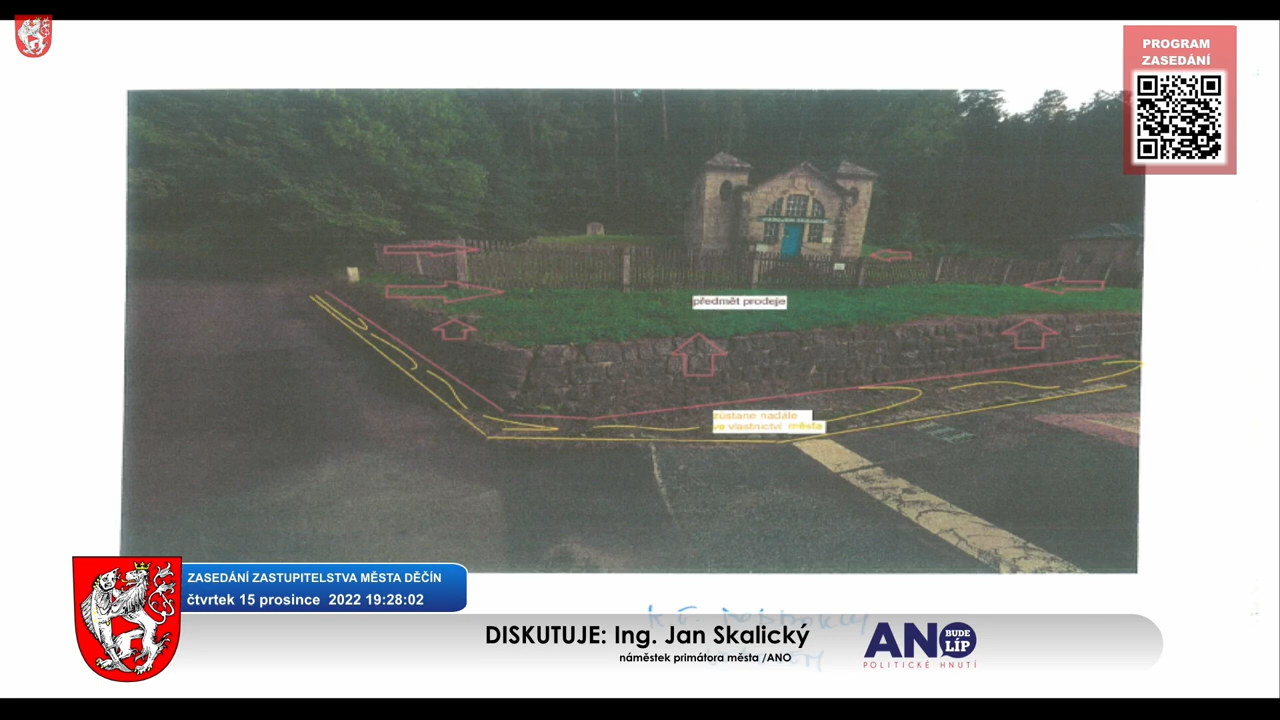 PROGRAM
ZASEDÁNÍ
předmět prodeje
zůstane nadále
ve vlastnictví města
ZASEDÁNÍ ZASTUPITELSTVA MĚSTA DĚČÍN
čtvrtek 15 prosince 2022 19:28:02
DISKUTUJE: Ing. Jan Skalický
náměstek primátora města /ANO
ANO
BUDE
LÍP
POLITICKÉ HNUTÍ